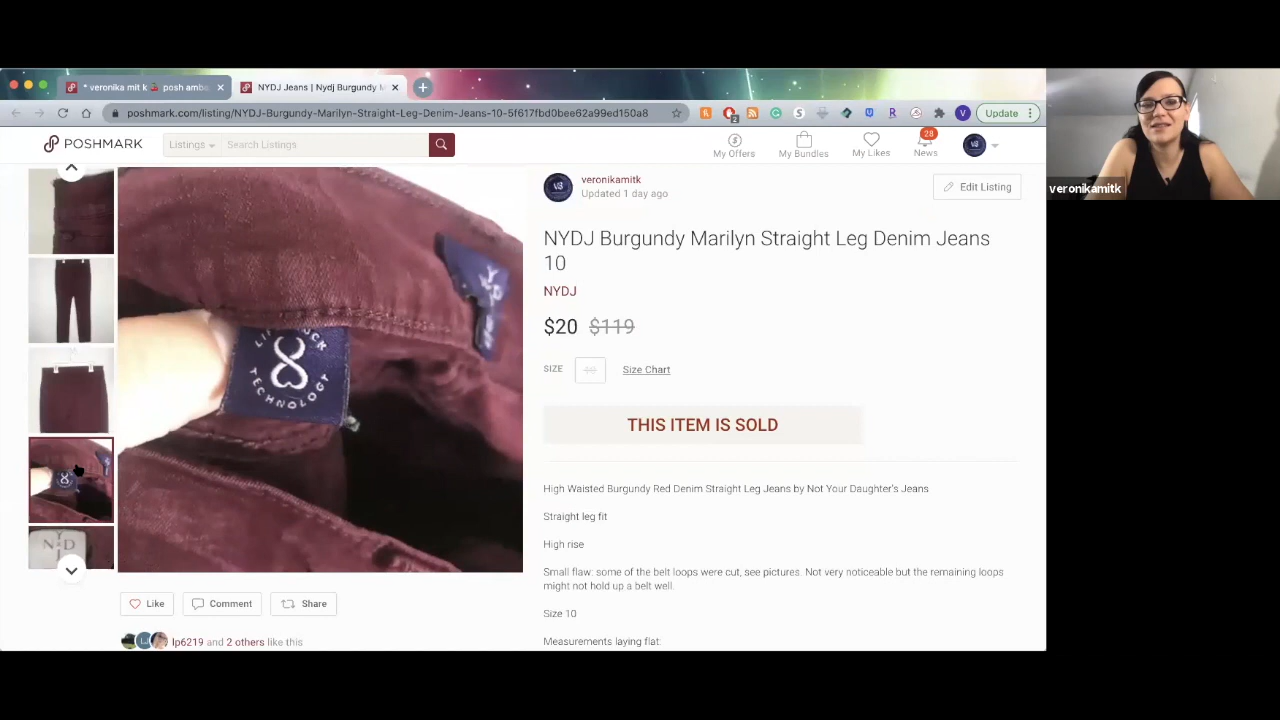 * veronika mit k 🍒 posh amba
NYDJ Jeans | Nydj Burgundy M
poshmark.com/listing/NYDJ-Burgundy-Marilyn-Straight-Leg-Denim-Jeans-10-5f617fbd0bee62a99ed150a8
Update
POSHMARK
Listings
Search Listings
My Offers
My Bundles
My Likes
28
News
veronikamitk
veronikamitk
Updated 1 day ago
Edit Listing
NYDJ Burgundy Marilyn Straight Leg Denim Jeans
10
NYDJ
$20 $119
SIZE
Size Chart
THIS ITEM IS SOLD
TECHNOLOGY
High Waisted Burgundy Red Denim Straight Leg Jeans by Not Your Daughter's Jeans
Straight leg fit
High rise
Small flaw: some of the belt loops were cut, see pictures. Not very noticeable but the remaining loops
might not hold up a belt well.
Size 10
Measurements laying flat:
Like
Comment
Share
lp6219 and 2 others like this